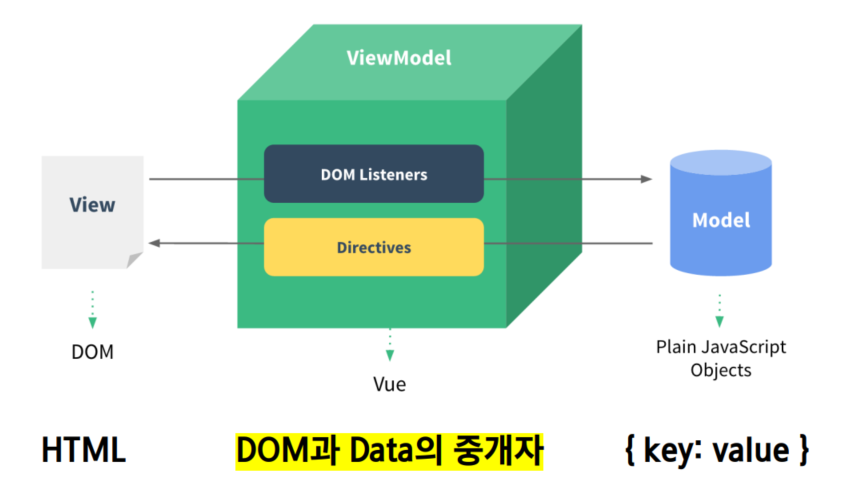 ViewModel
DOM Listeners
View
Model
Directives
DOM
Plain JavaScript
Objects
Vue
HTML
DOM과 Data의 중개자
{ key: value }